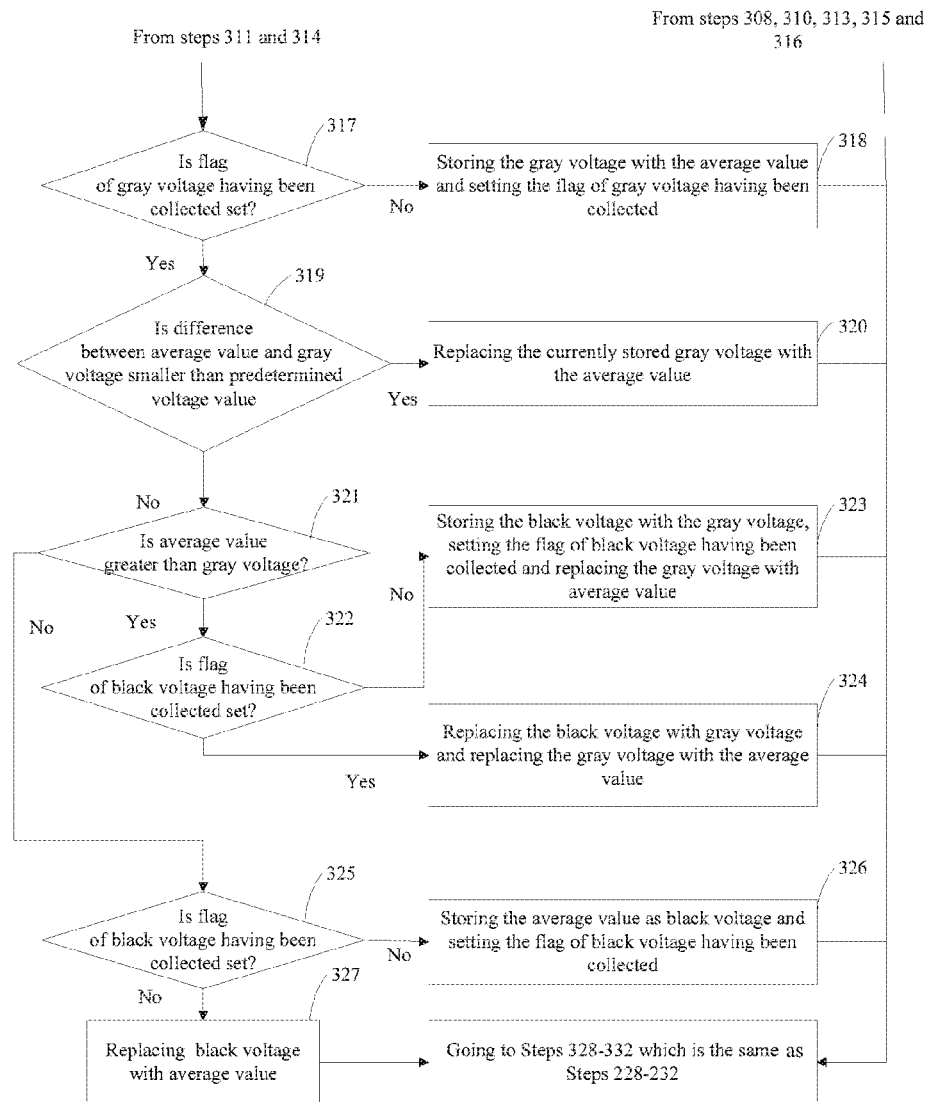 From steps 311 and 314
From steps 308, 310, 313, 315 and
316
317
Is flag
of gray voltage having been
collected set?
No
318
Storing the gray voltage with the average value
and setting the flag of gray voltage having been
collected
Yes
319
Is difference
between average value and gray
voltage smaller than predetermined
voltage value
Yes
320
Replacing the currently stored gray voltage with
the average value
No
321
Is average value
greater than gray voltage?
No
Yes
322
Is flag
of black voltage having been
collected set?
No
323
Storing the black voltage with the gray voltage,
setting the flag of black voltage having been
collected and replacing the gray voltage with
average value
Yes
324
Replacing the black voltage with gray voltage
and replacing the gray voltage with the average
value
325
Is flag
of black voltage having been
collected set?
No
326
Storing the average value as black voltage and
setting the flag of black voltage having been
collected
No
327
Replacing black voltage
with average value
Going to Steps 328-332 which is the same as
Steps 228-232